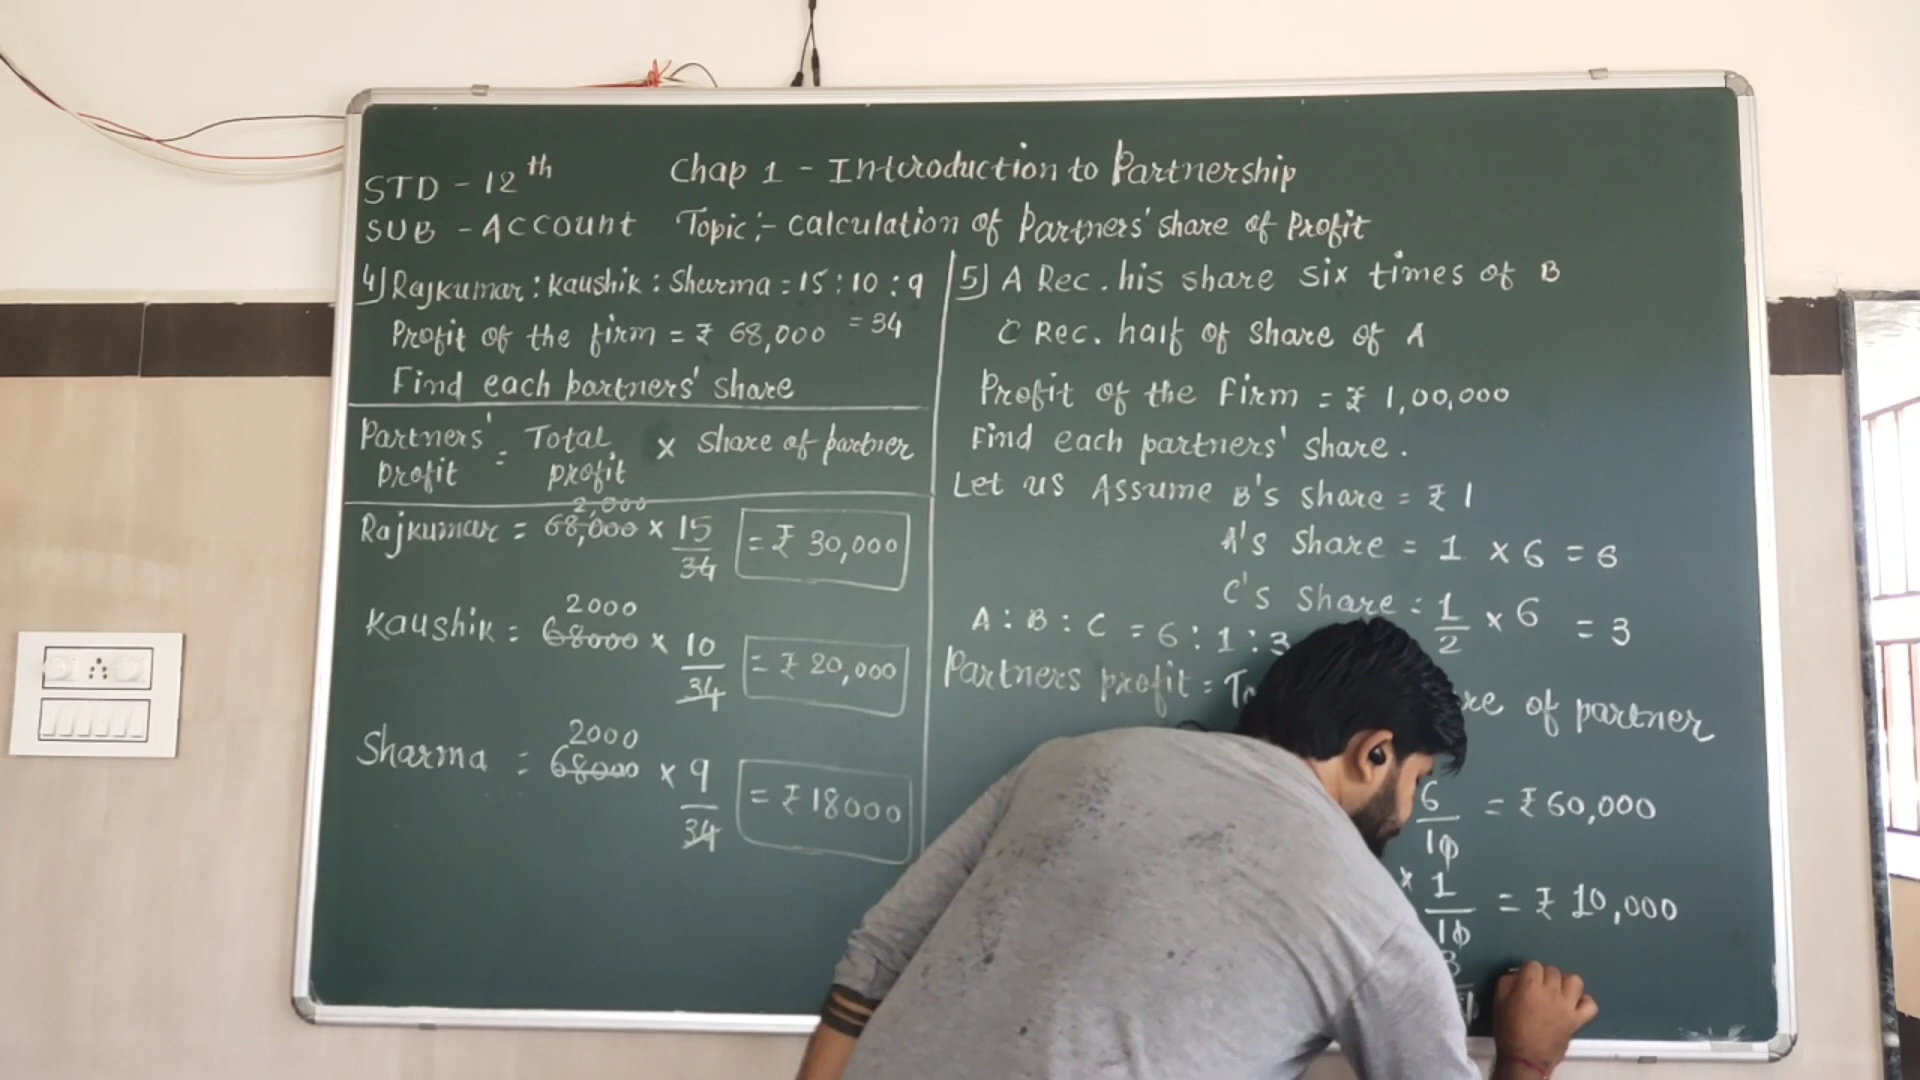 STD - 12th Chap 1 - Introduction to Partnership
SUB - ACCOUNT Topic :- Calculation of Partners' share of Profit
4) Rajkumar : Kaushik : Sharma = 15 : 10 : 9
= 34
Profit of the firm = ₹ 68,000
Find each partners' share
Partners' profit = Total profit × share of partner
2,000
Rajkumar = 68,000 × 15/34 = ₹ 30,000
2000
Kaushik = 68000 × 10/34 = ₹ 20,000
2000
Sharma = 68000 × 9/34 = ₹ 18000
5) A Rec. his share six times of B
C Rec. half of share of A
Profit of the Firm = ₹ 1,00,000
Find each partners' share.
Let us Assume B's share = ₹ 1
A's share = 1 × 6 = 6
C's share = 1/2 × 6 = 3
A : B : C = 6 : 1 : 3
Partners profit = of partner
6/10 = ₹ 60,000
× 1/10 = ₹ 10,000
3